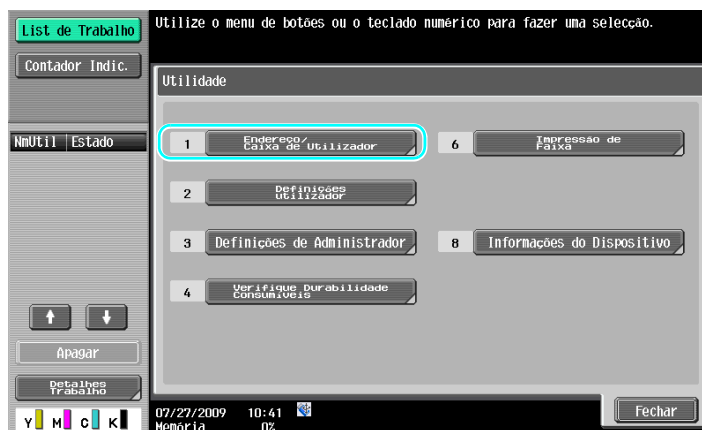 List de Trabalho
Utilize o menu de botões ou o teclado numérico para fazer uma selecção.
Contador Indic.
Utilidade
NmUtil Estado
1 Endereço/
Caixa de Utilizador
6 Impressão de
Faixa
2 Definições
utilizador
3 Definições de Administrador
8 Informações do Dispositivo
4 Verifique Durabilidade
Consumíveis
Apagar
Detalhes
Trabalho
Y M C K
07/27/2009 10:41
Memória 0%
Fechar